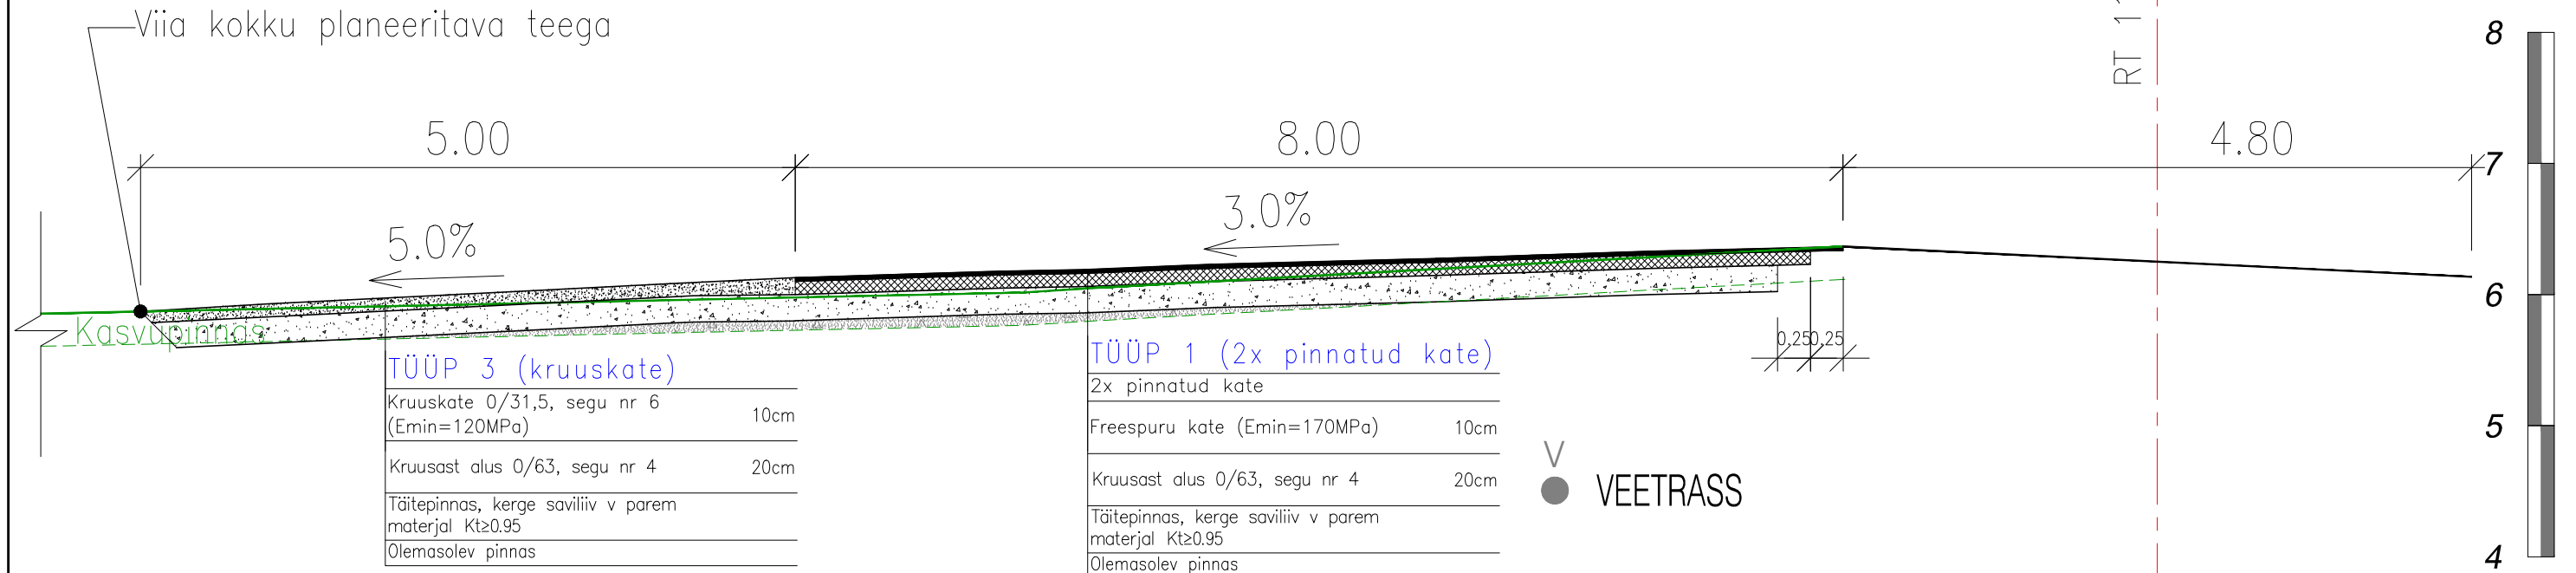 Viia kokku planeeritava teega
RT 1
8
5.00
8.00
4.80
7
5.0%
3.0%
6
Kasvupinnas
0,25
0,25
TÜÜP 3 (kruuskate)
Kruuskate 0/31,5, segu nr 6
(Emin=120MPa)
10cm
Kruusast alus 0/63, segu nr 4
20cm
Täitepinnas, kerge saviliiv v parem
materjal Kt≥0.95
Olemasolev pinnas
TÜÜP 1 (2x pinnatud kate)
2x pinnatud kate
Freespuru kate (Emin=170MPa)
10cm
Kruusast alus 0/63, segu nr 4
20cm
Täitepinnas, kerge saviliiv v parem
materjal Kt≥0.95
Olemasolev pinnas
V
VEETRASS
5
4